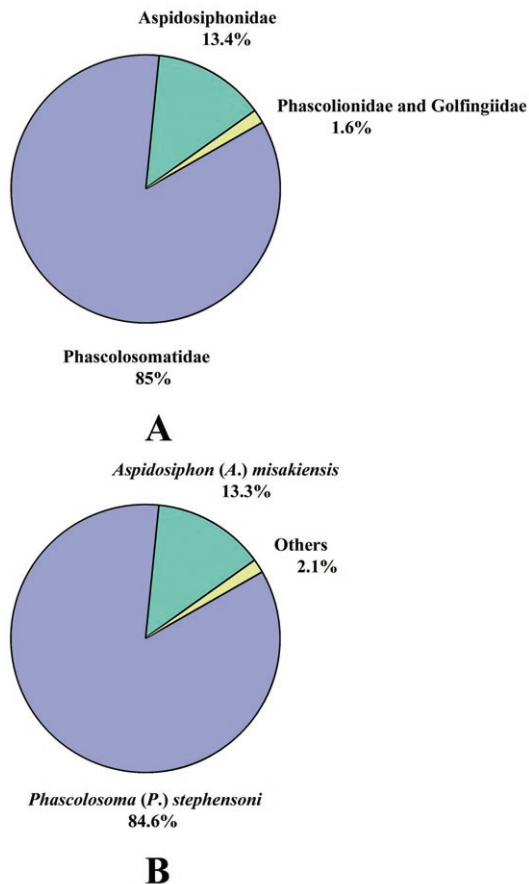 Aspidosiphonidae
13.4%
Phascolionidae and Golfingiidae
1.6%
Phascolosomatidae
85%
A
Aspidosiphon (A.) misakiensis
13.3%
Others
2.1%
Phascolosoma (P.) stephensoni
84.6%
B